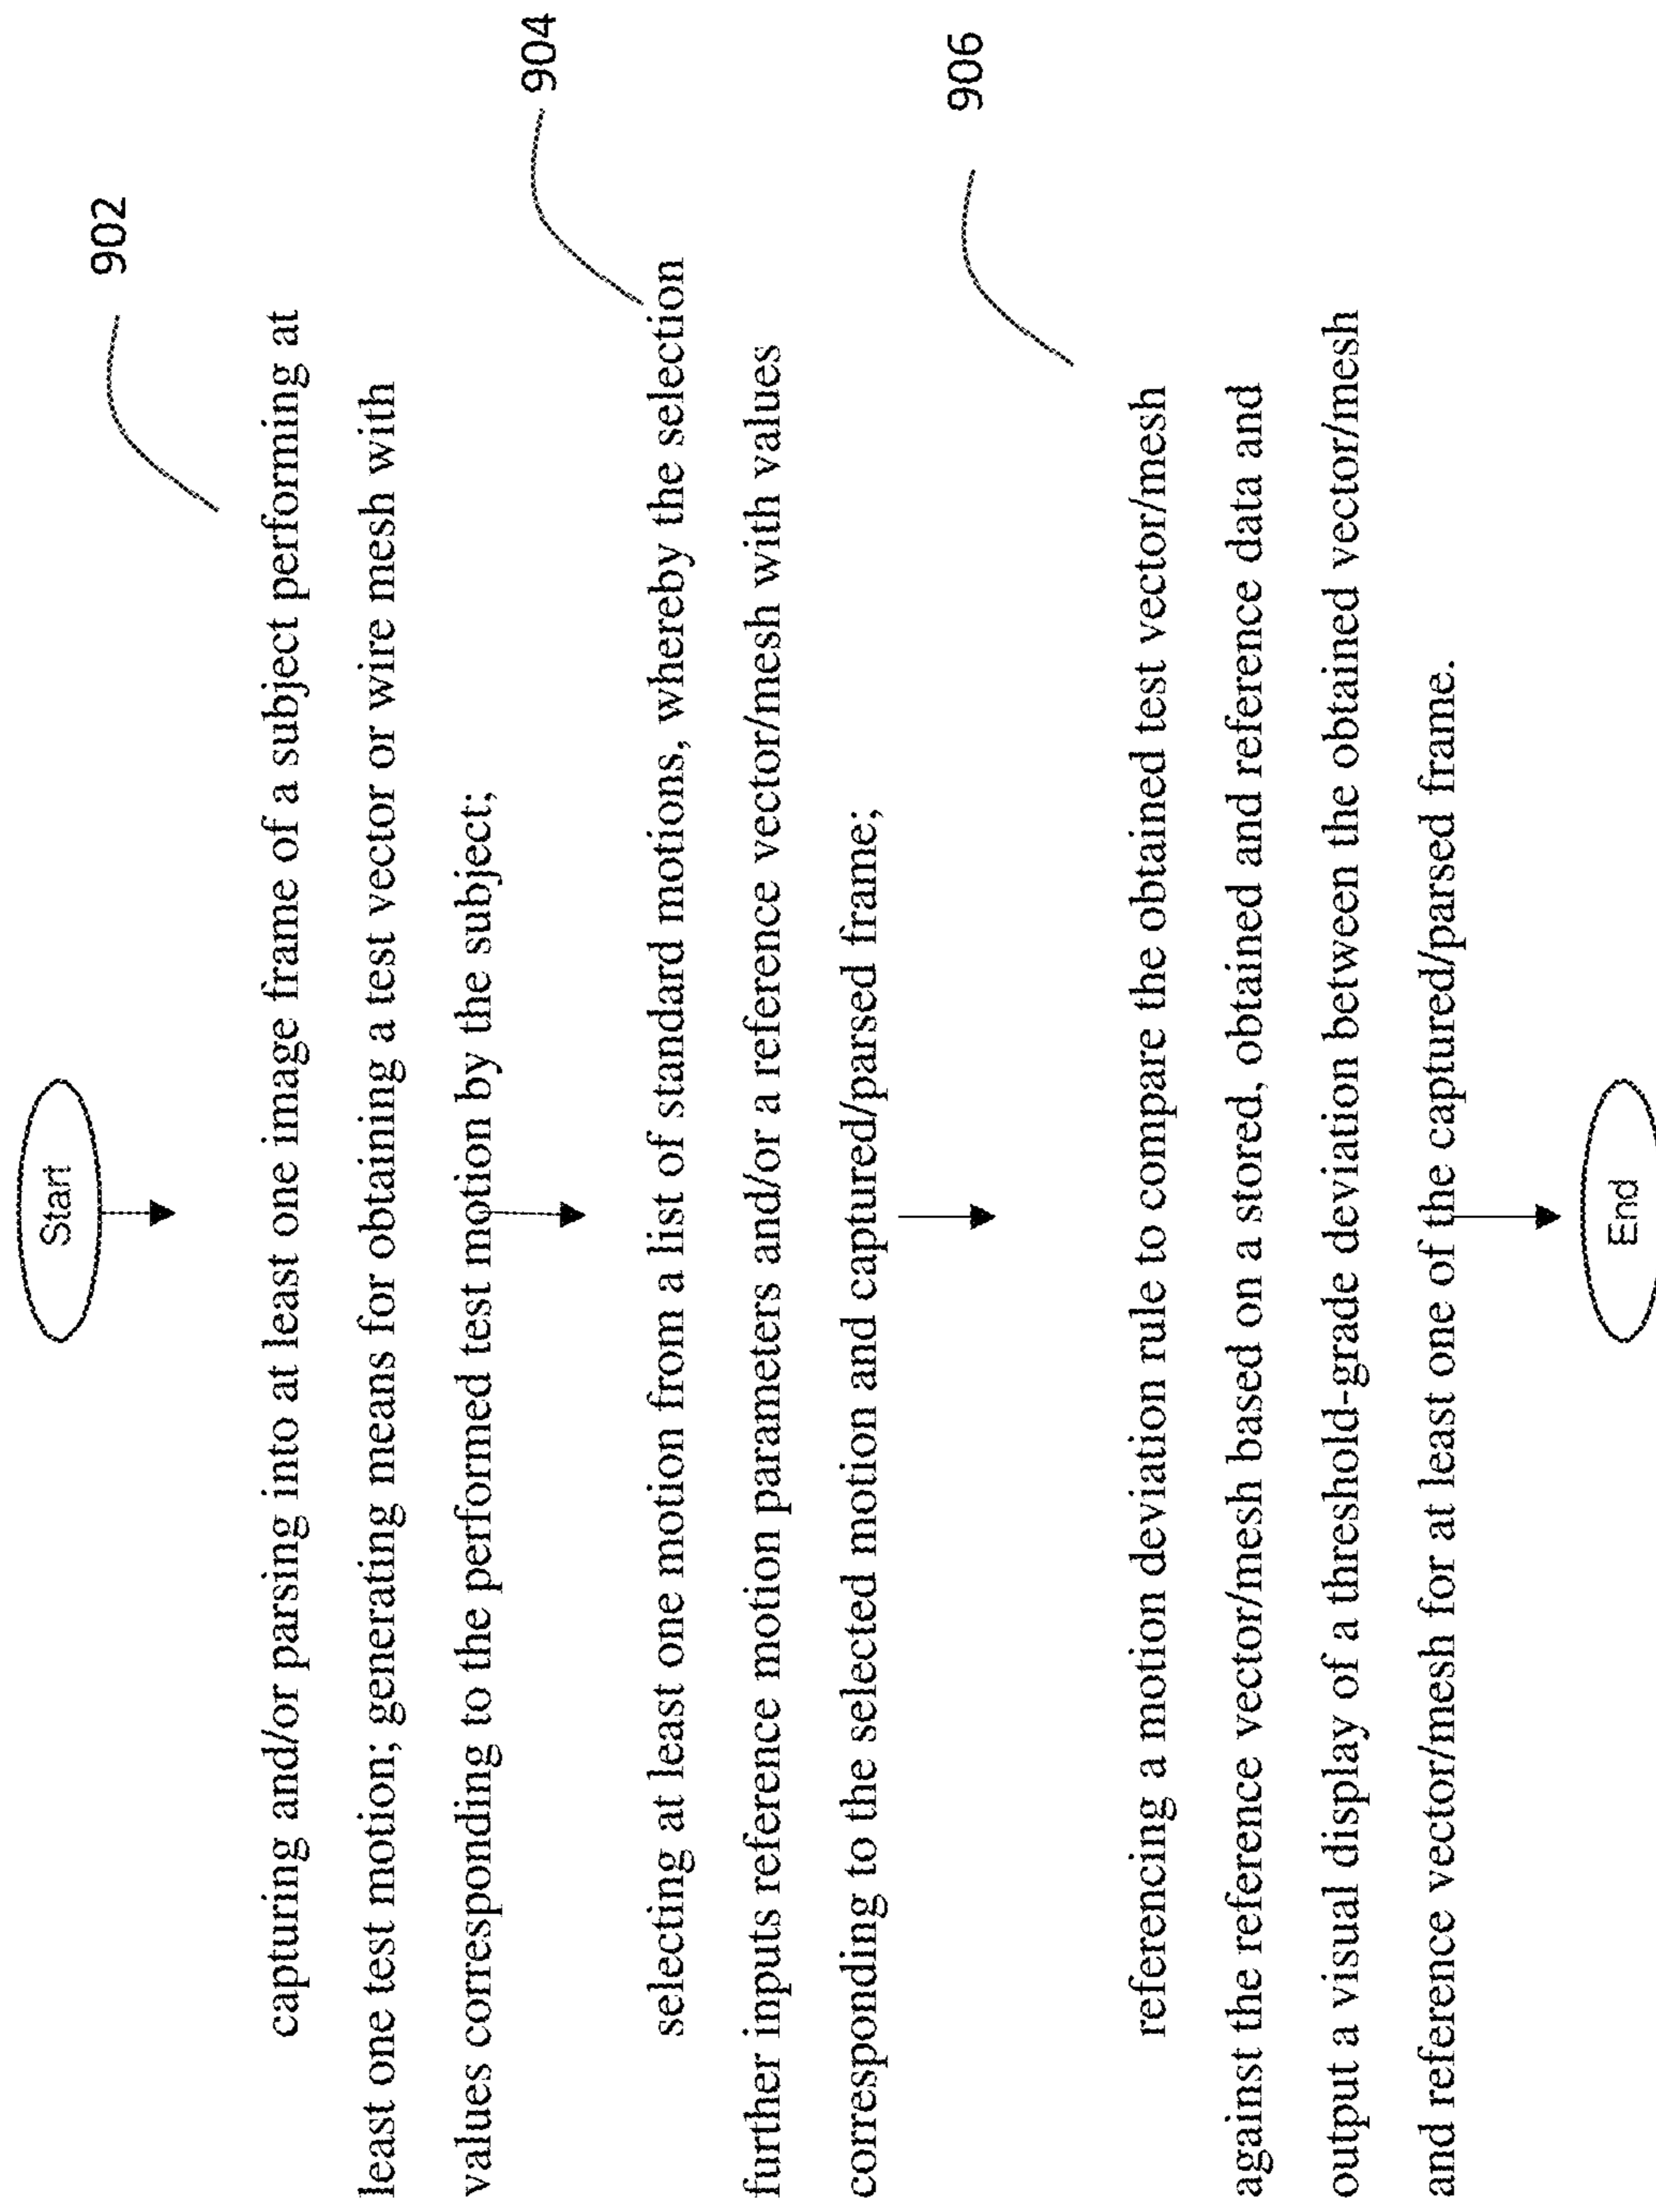 Start
902
capturing and/or parsing into at least one image frame of a subject performing at
least one test motion; generating means for obtaining a test vector or wire mesh with
values corresponding to the performed test motion by the subject;
904
selecting at least one motion from a list of standard motions, whereby the selection
further inputs reference motion parameters and/or a reference vector/mesh with values
corresponding to the selected motion and captured/parsed frame;
906
referencing a motion deviation rule to compare the obtained test vector/mesh
against the reference vector/mesh based on a stored, obtained and reference data and
output a visual display of a threshold-grade deviation between the obtained vector/mesh
and reference vector/mesh for at least one of the captured/parsed frame.
End